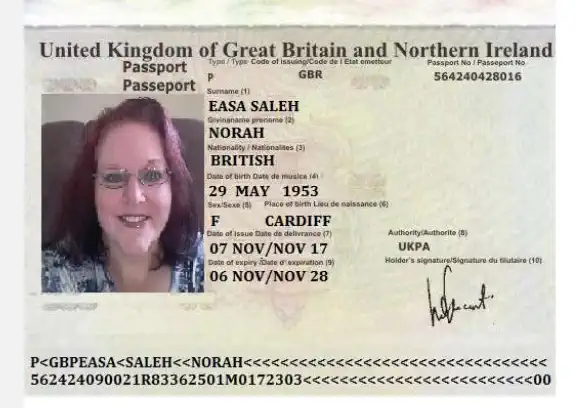 United Kingdom of Great Britain and Northern Ireland
Passport
Passeport
Type / Type Code of issuing/Code de l Etat emetteur Passport No / Passeport No
P GBR 564240428016
Surname (1)
EASA SALEH
Givinaname prenome (2)
NORAH
Nationality / Nationalites (3)
BRITISH
Date of birth Date de musica (4)
29 MAY 1953
Sex/Sexe (5) Place of birth Lieu de naissance (6)
F CARDIFF
Date of issue Date de delivrance (7) Authority/Authorite (8)
07 NOV/NOV 17 UKPA
Date of expiry /Date d' expiration (9) Holder's signature/Signature du tilutaire (10)
06 NOV/NOV 28
P<GBPEASA<SALEH<<NORAH<<<<<<<<<<<<<<<<<<<<<<<<<<<<<<<<<
562424090021R83362501M0172303<<<<<<<<<<<<<<<<<<<<<<<<<00